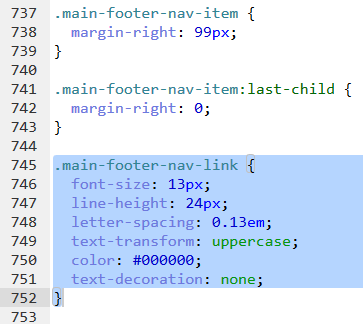 737 .main-footer-nav-item {
738   margin-right: 99px;
739 }
740
741 .main-footer-nav-item:last-child {
742   margin-right: 0;
743 }
744
745 .main-footer-nav-link {
746   font-size: 13px;
747   line-height: 24px;
748   letter-spacing: 0.13em;
749   text-transform: uppercase;
750   color: #000000;
751   text-decoration: none;
752 }
753